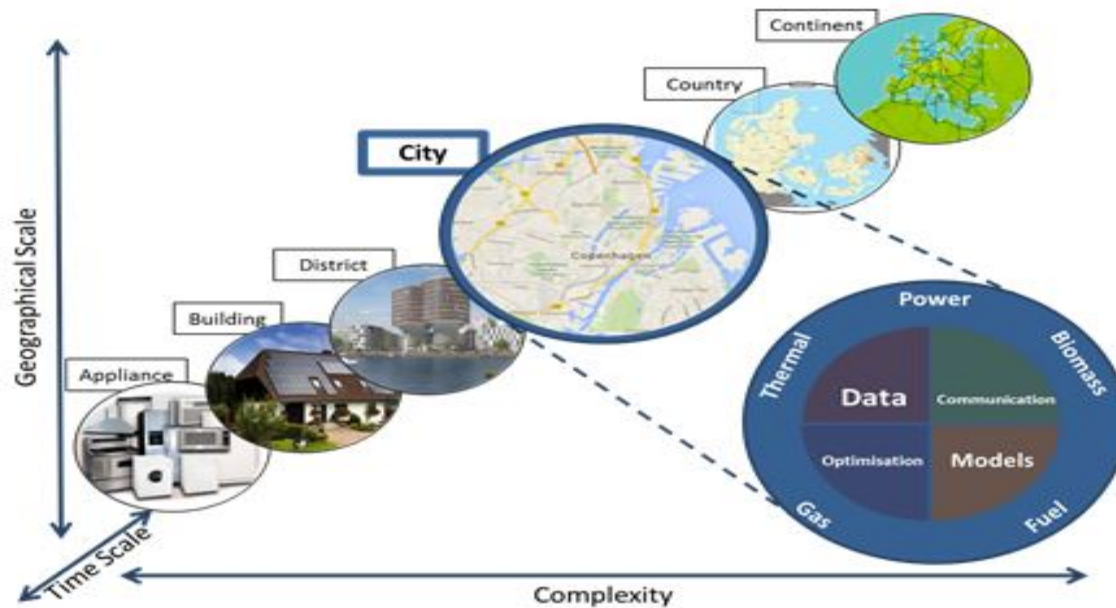 Continent
Country
City
District
Building
Appliance
Geographical Scale
Time Scale
Complexity
Copenhagen
Power
Thermal
Biomass
Data
Communication
Optimisation
Models
Gas
Fuel